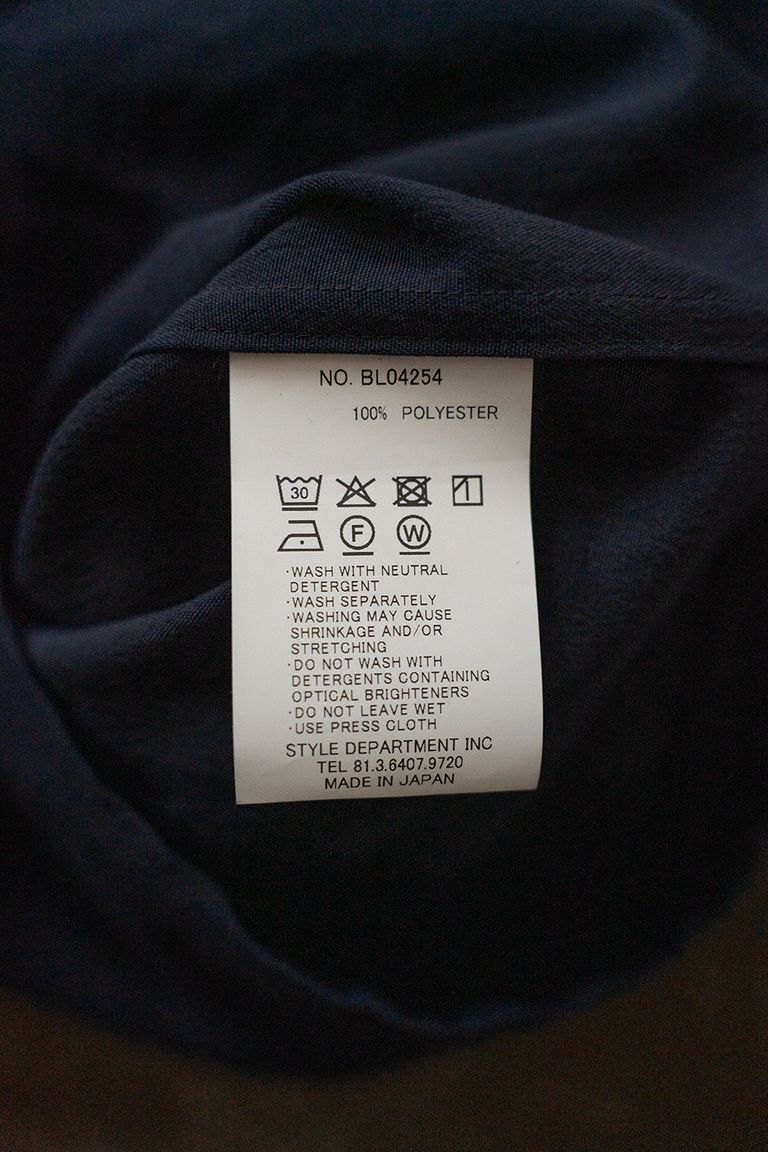 NO. BL04254
100% POLYESTER
30
F W
·WASH WITH NEUTRAL
DETERGENT
·WASH SEPARATELY
·WASHING MAY CAUSE
SHRINKAGE AND/OR
STRETCHING
·DO NOT WASH WITH
DETERGENTS CONTAINING
OPTICAL BRIGHTENERS
·DO NOT LEAVE WET
·USE PRESS CLOTH
STYLE DEPARTMENT INC
TEL 81.3.6407.9720
MADE IN JAPAN